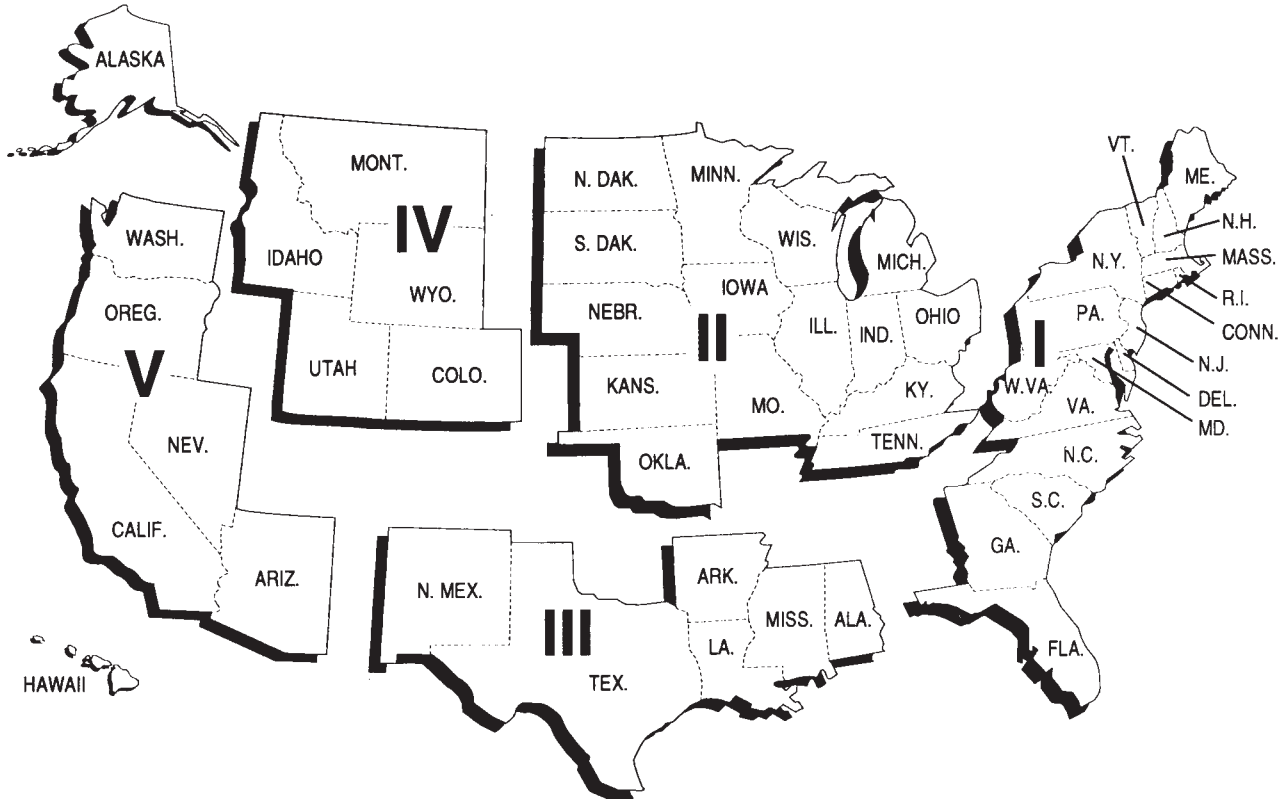 ALASKA
VT.
ME.
MONT.
N. DAK.
MINN.
N.H.
WASH.
IV
IDAHO
S. DAK.
WIS.
MICH.
N.Y.
MASS.
WYO.
IOWA
R.I.
OREG.
NEBR.
ILL.
IND.
OHIO
PA.
CONN.
V
UTAH
COLO.
II
I
N.J.
KANS.
MO.
KY.
W.VA.
VA.
DEL.
MD.
NEV.
OKLA.
TENN.
N.C.
CALIF.
S.C.
ARIZ.
N. MEX.
ARK.
GA.
III
MISS.
ALA.
LA.
TEX.
FLA.
HAWAII